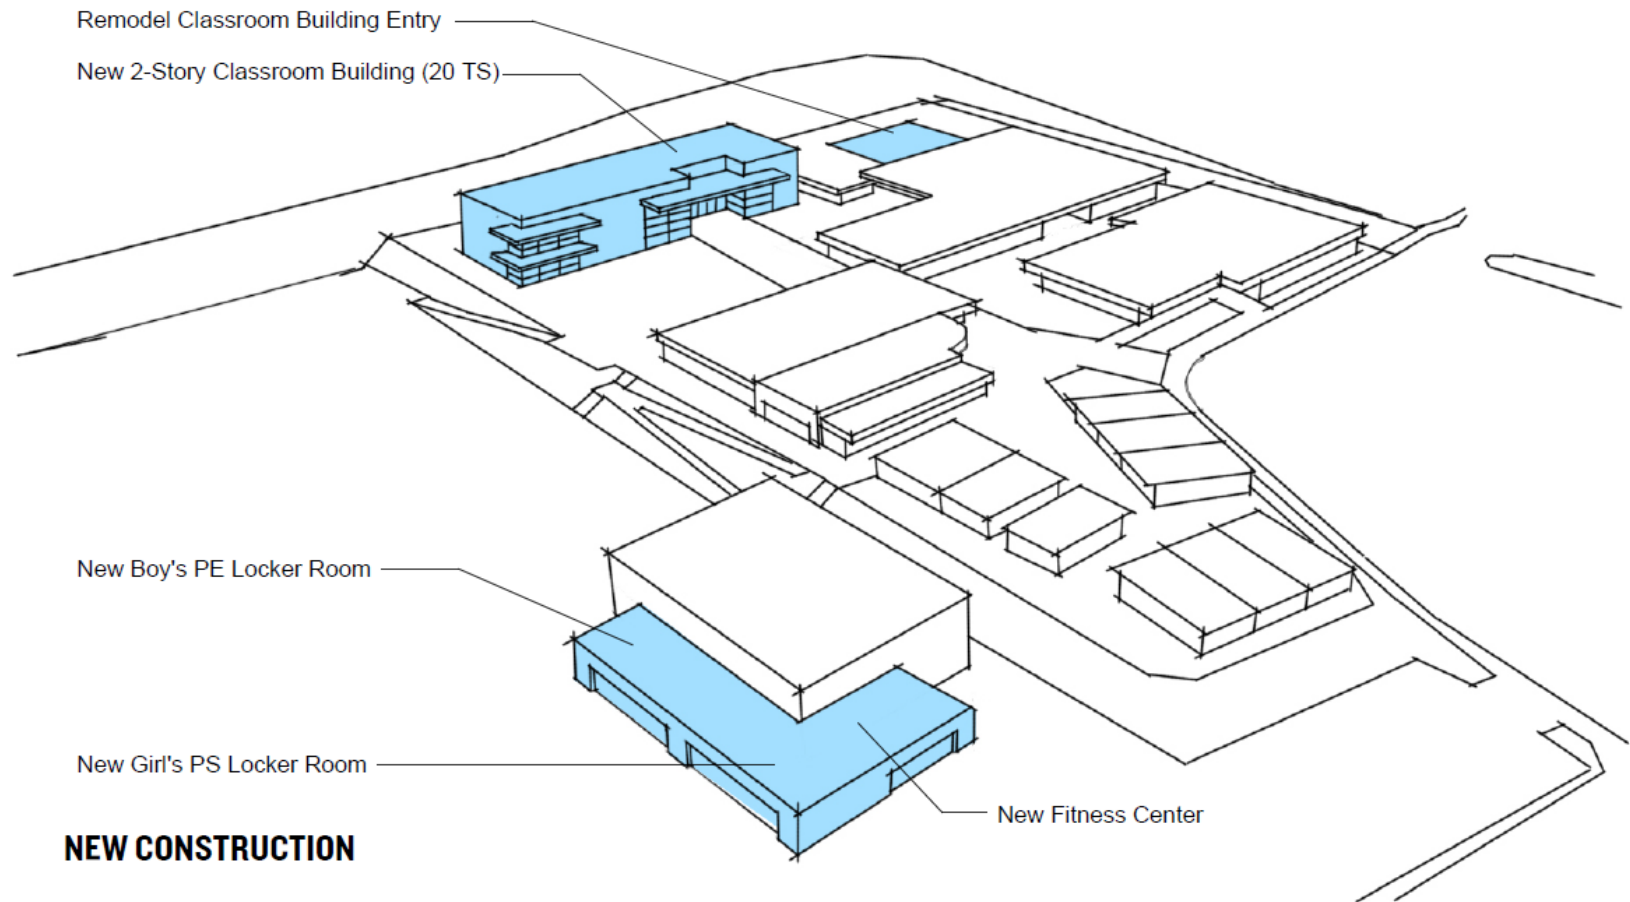 Remodel Classroom Building Entry
New 2-Story Classroom Building (20 TS)
New Boy's PE Locker Room
New Girl's PS Locker Room
New Fitness Center
NEW CONSTRUCTION